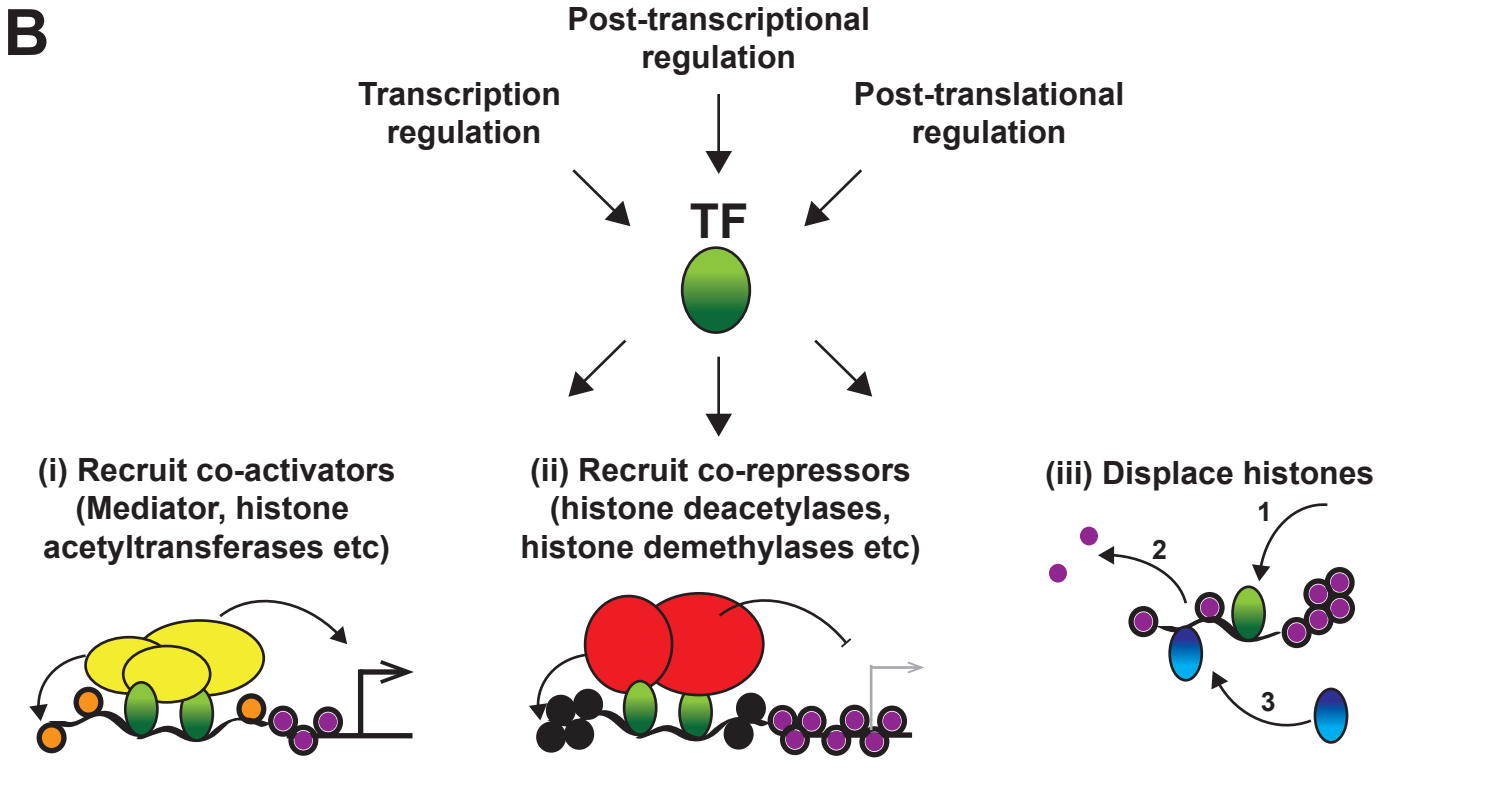 B
Post-transcriptional
regulation
Transcription
regulation
Post-translational
regulation
TF
(i) Recruit co-activators
(Mediator, histone
acetyltransferases etc)
(ii) Recruit co-repressors
(histone deacetylases,
histone demethylases etc)
(iii) Displace histones
1
2
3